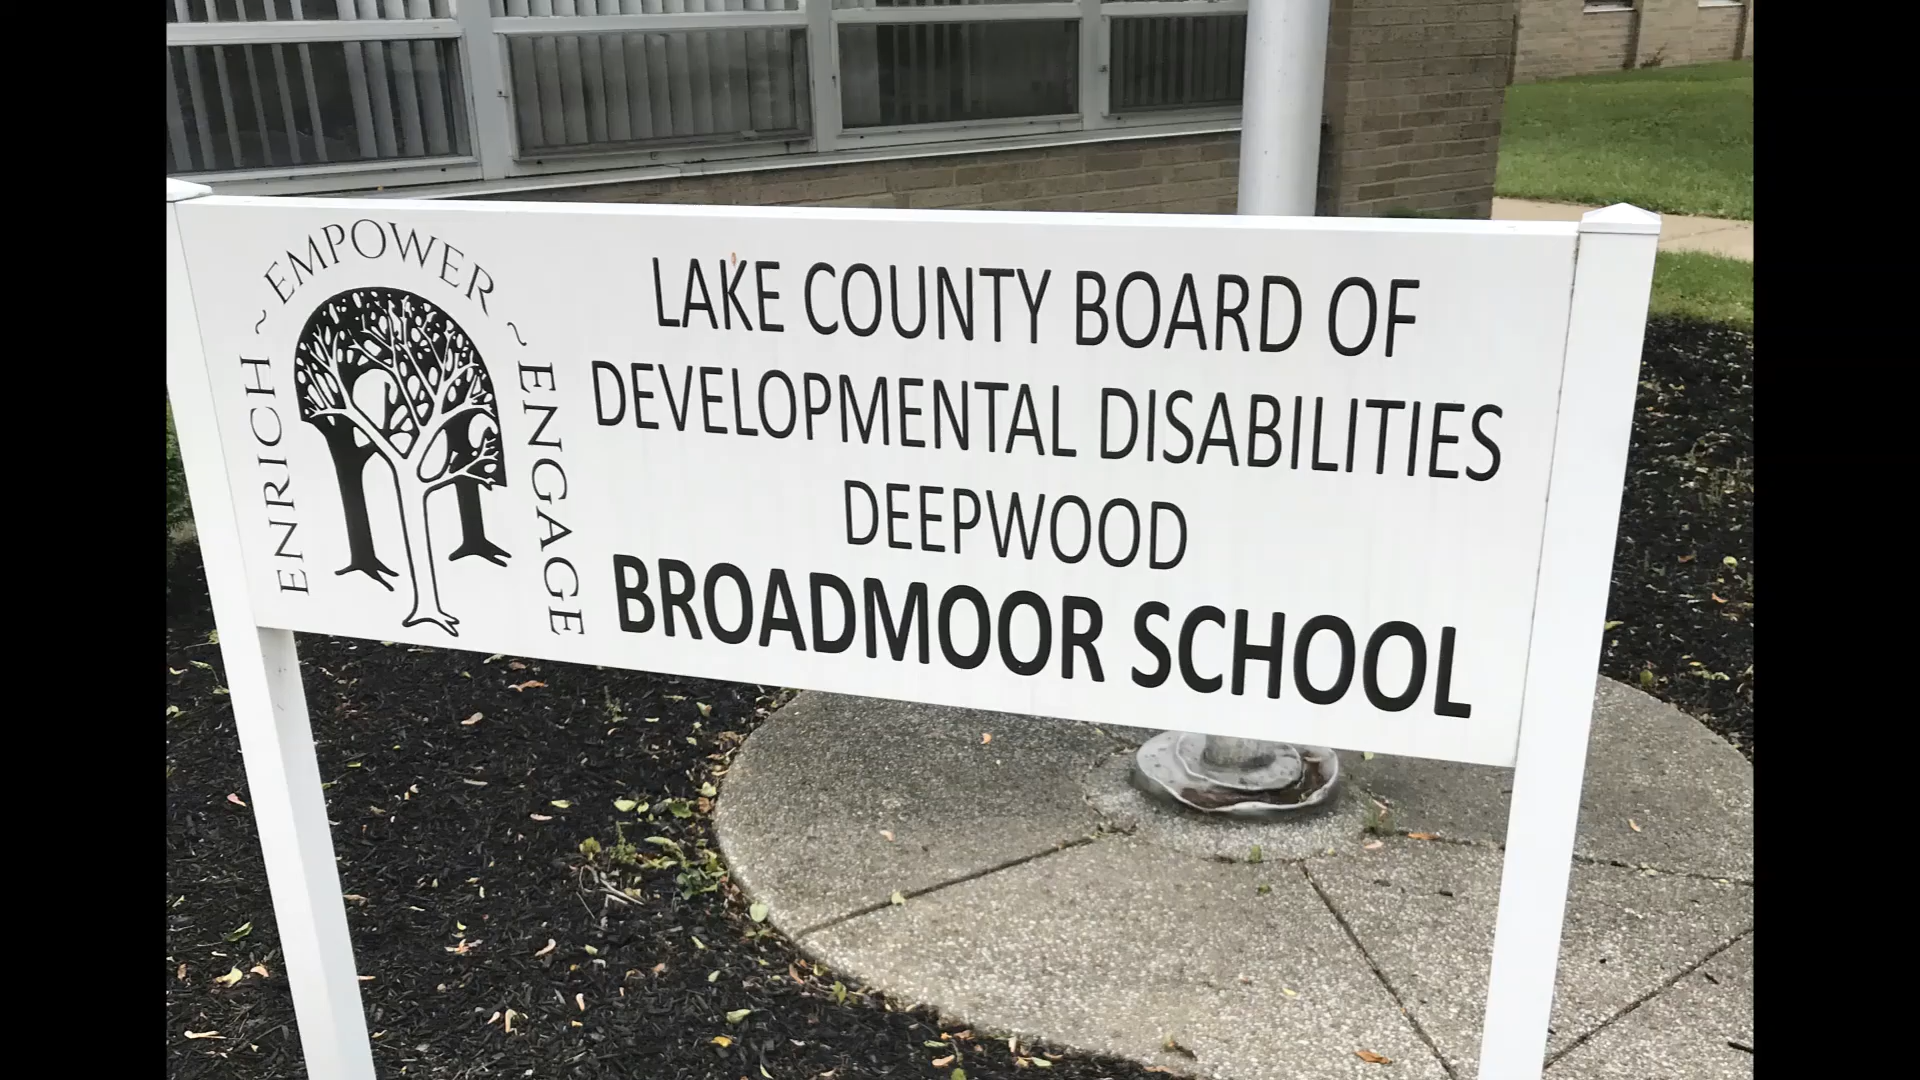 ENRICH ~ EMPOWER ~ ENGAGE
LAKE COUNTY BOARD OF
DEVELOPMENTAL DISABILITIES
DEEPWOOD
BROADMOOR SCHOOL